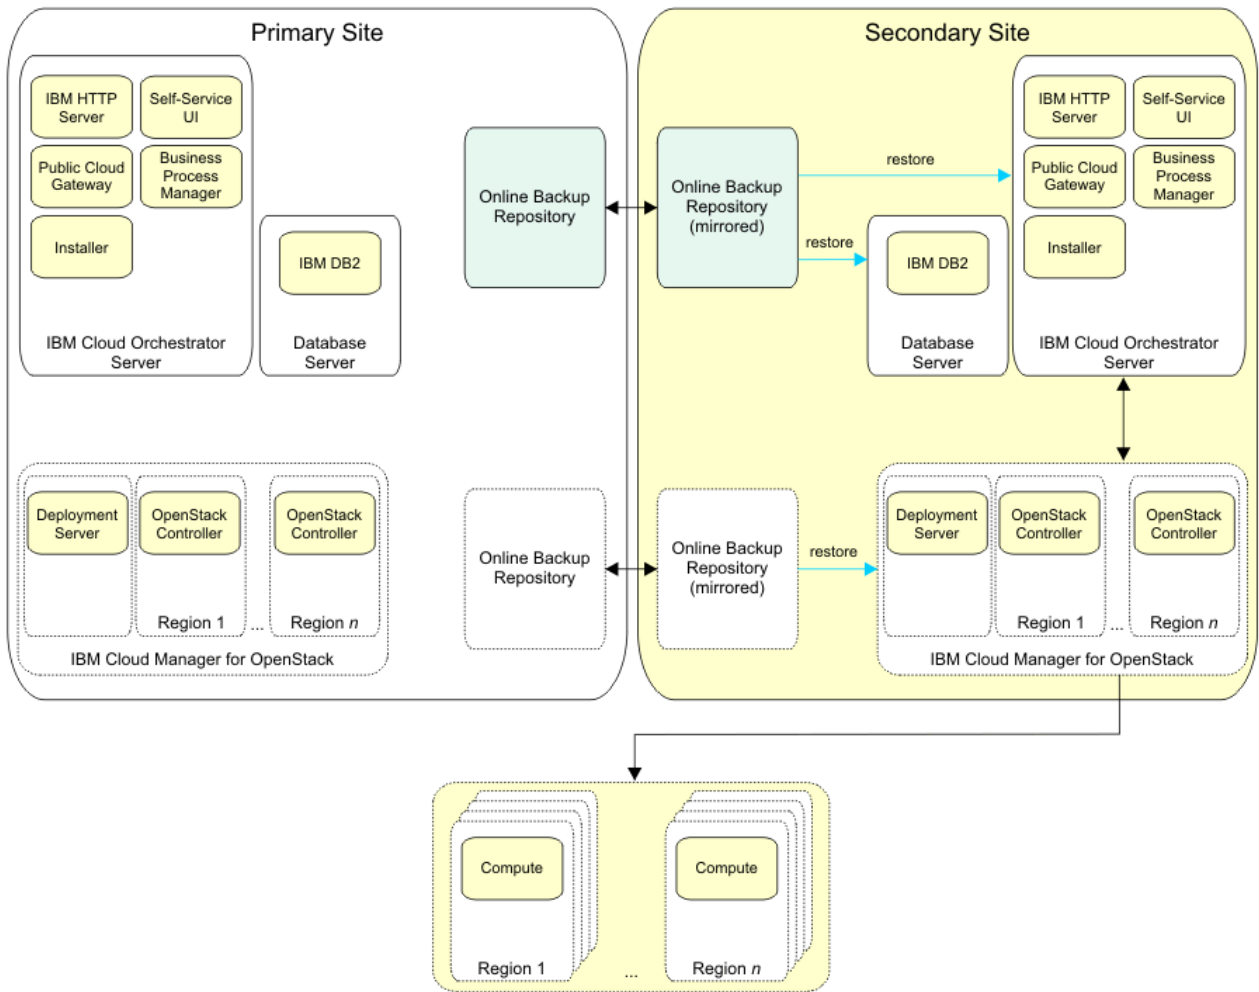 Primary Site
IBM HTTP
Server
Self-Service
UI
Public Cloud
Gateway
Business
Process
Manager
Installer
IBM Cloud Orchestrator
Server
IBM DB2
Database
Server
Online Backup
Repository
Deployment
Server
OpenStack
Controller
Region 1
...
OpenStack
Controller
Region n
IBM Cloud Manager for OpenStack
Online Backup
Repository
Secondary Site
Online Backup
Repository
(mirrored)
restore
restore
IBM DB2
Database
Server
IBM HTTP
Server
Self-Service
UI
Public Cloud
Gateway
Business
Process
Manager
Installer
IBM Cloud Orchestrator
Server
Online Backup
Repository
(mirrored)
restore
Deployment
Server
OpenStack
Controller
Region 1
...
OpenStack
Controller
Region n
IBM Cloud Manager for OpenStack
Compute
Region 1
...
Compute
Region n